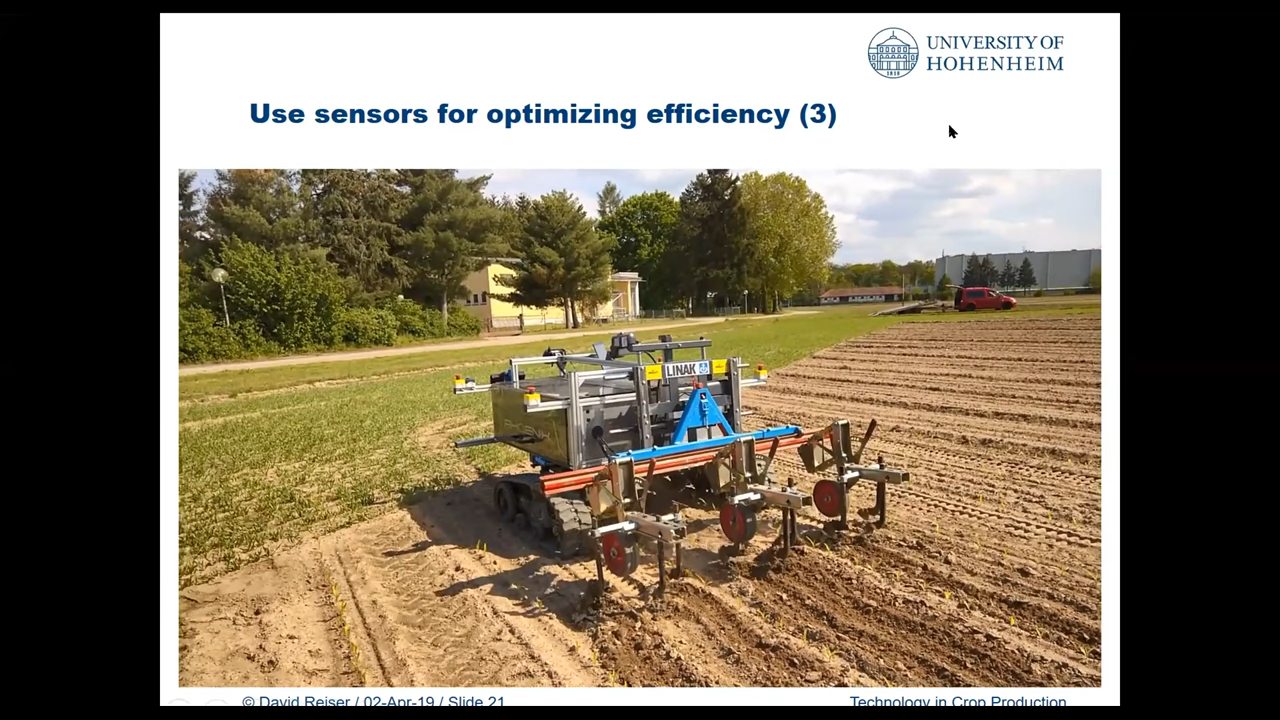 UNIVERSITY OF
HOHENHEIM
1818
Use sensors for optimizing efficiency (3)
LINAK
© David Reiser / 02-Apr-19 / Slide 21
Technology in Crop Production